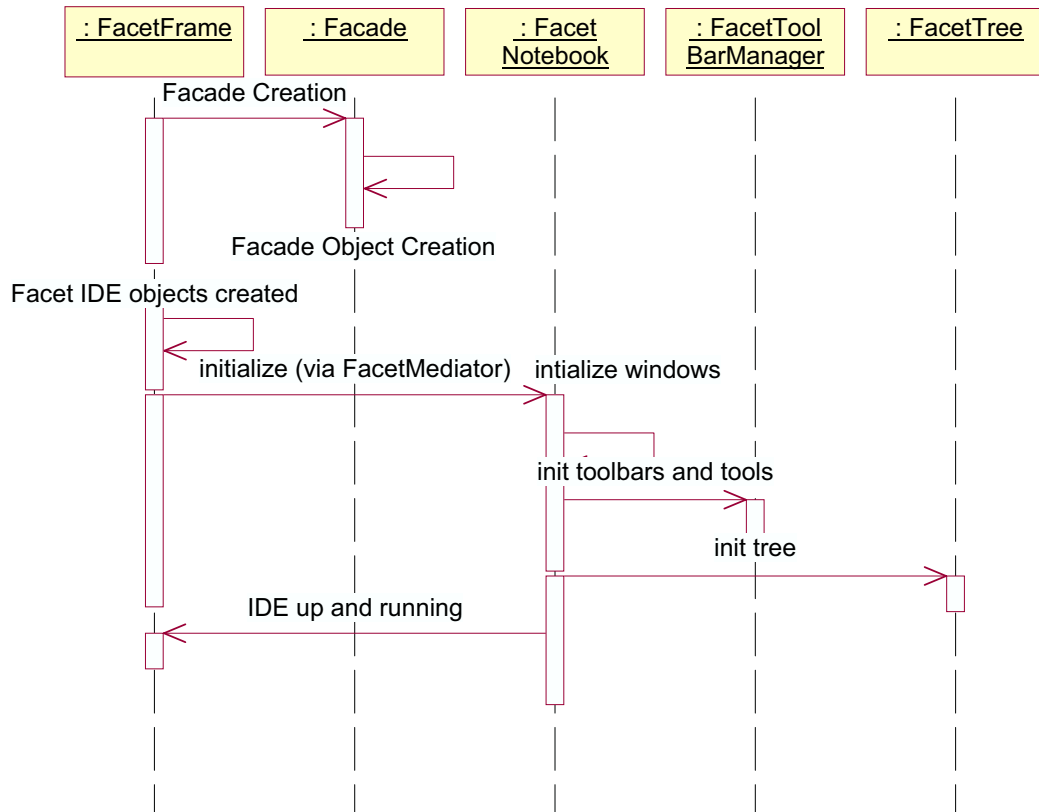 : FacetFrame
: Facade
: Facet
Notebook
: FacetTool
BarManager
: FacetTree
Facade Creation
Facade Object Creation
Facet IDE objects created
initialize (via FacetMediator)
intialize windows
init toolbars and tools
init tree
IDE up and running